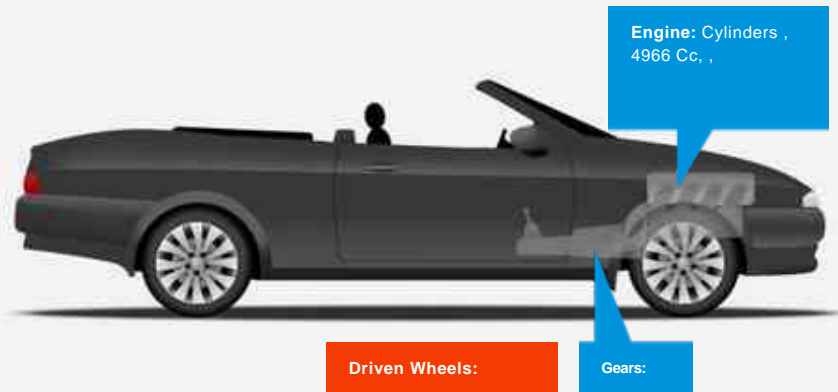 Engine: Cylinders ,
4966 Cc, ,
Driven Wheels:
Gears: